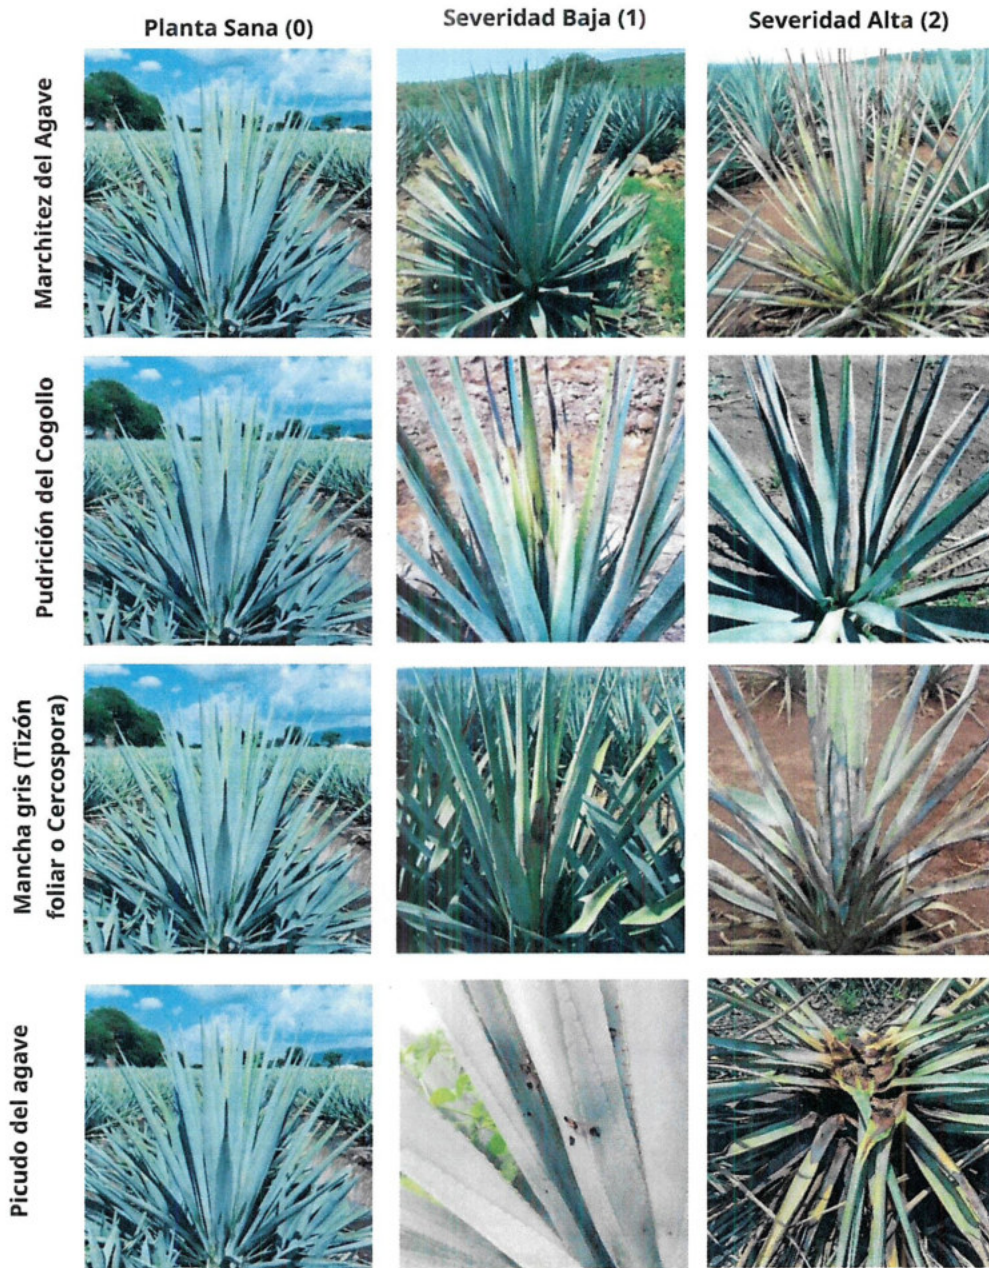 Planta Sana (0)
Severidad Baja (1)
Severidad Alta (2)
Marchitez del Agave
Pudrición del Cogollo
Mancha gris (Tizón
foliar o Cercospora)
Picudo del agave